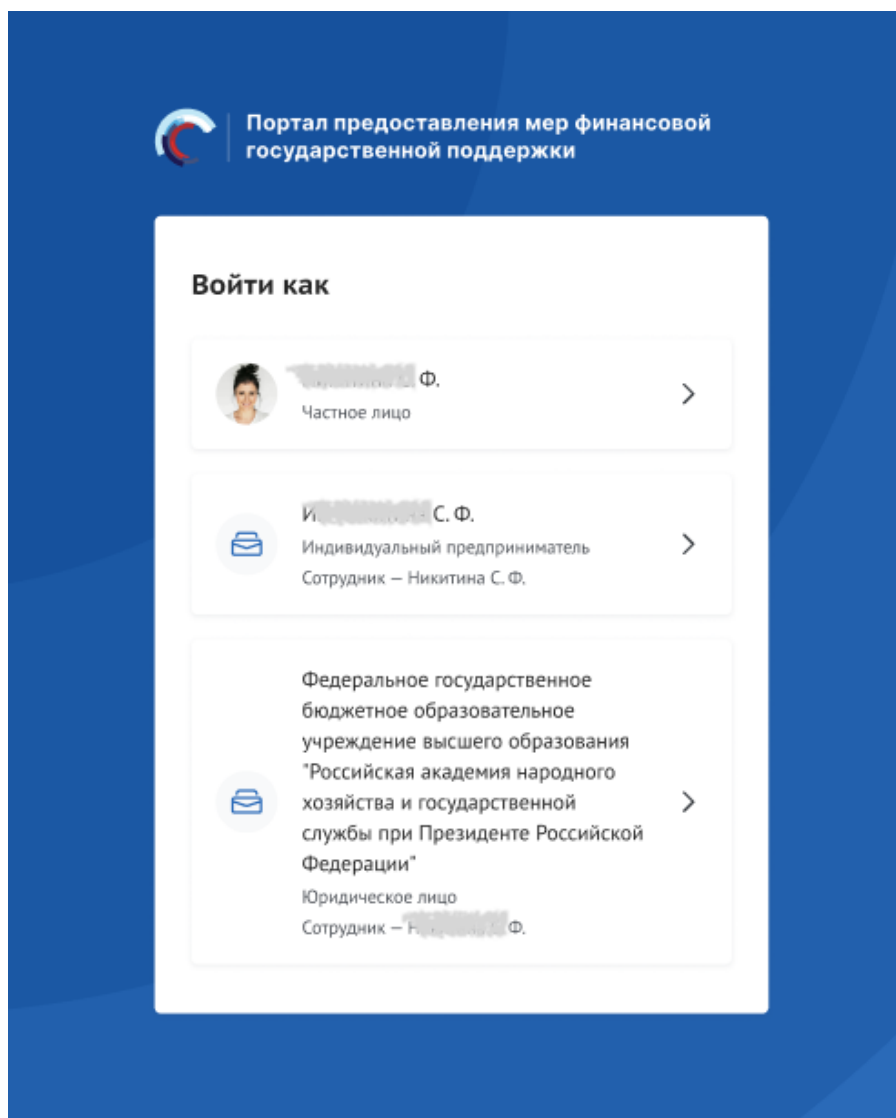 Портал предоставления мер финансовой
государственной поддержки
Войти как
Ф.
Частное лицо
И С. Ф.
Индивидуальный предприниматель
Сотрудник — Никитина С. Ф.
Федеральное государственное
бюджетное образовательное
учреждение высшего образования
"Российская академия народного
хозяйства и государственной
службы при Президенте Российской
Федерации"
Юридическое лицо
Сотрудник — Ф.